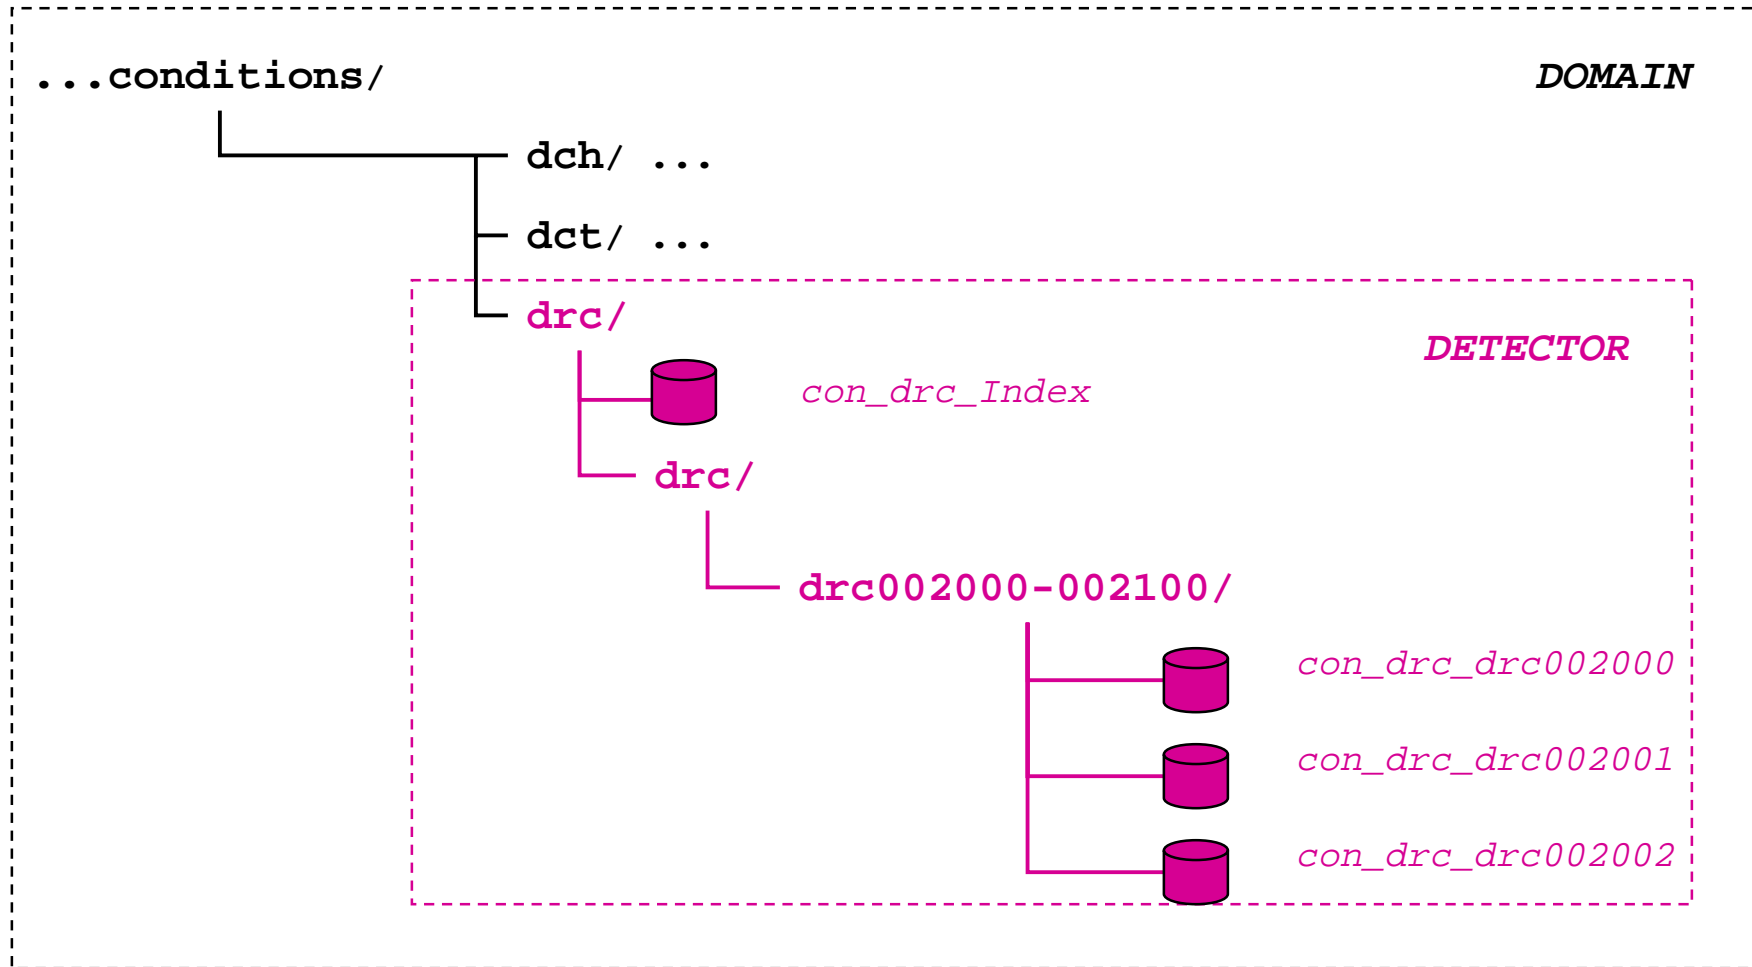 ...conditions/
DOMAIN
dch/ ...
dct/ ...
drc/
DETECTOR
con_drc_Index
drc/
drc002000-002100/
con_drc_drc002000
con_drc_drc002001
con_drc_drc002002